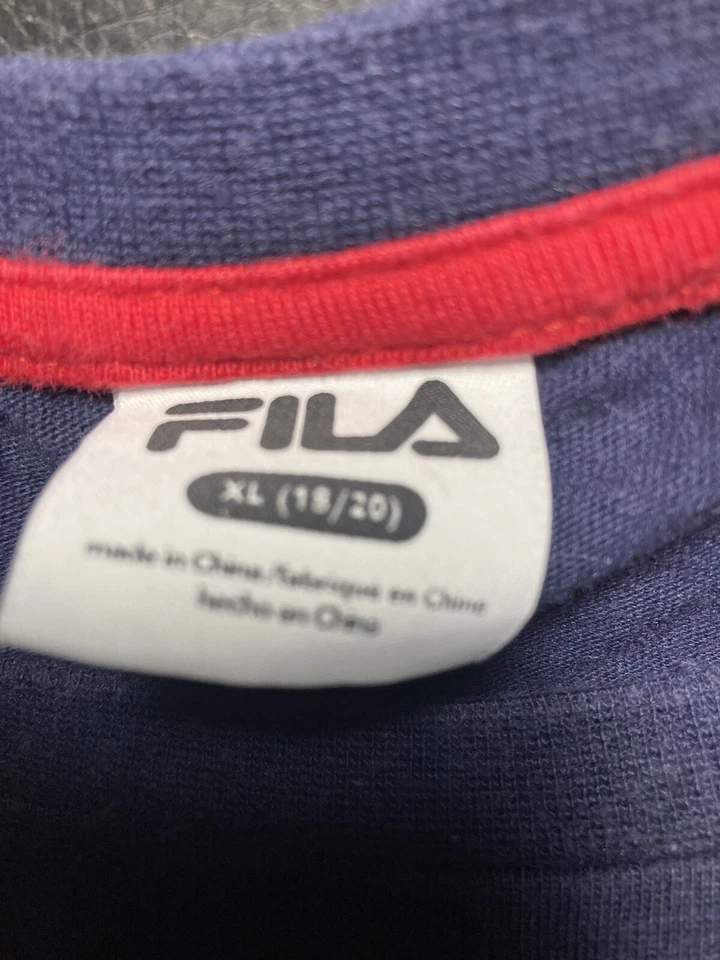 FILA
XL (18/20)
made in China/fabriqué en Chine
hecho en China